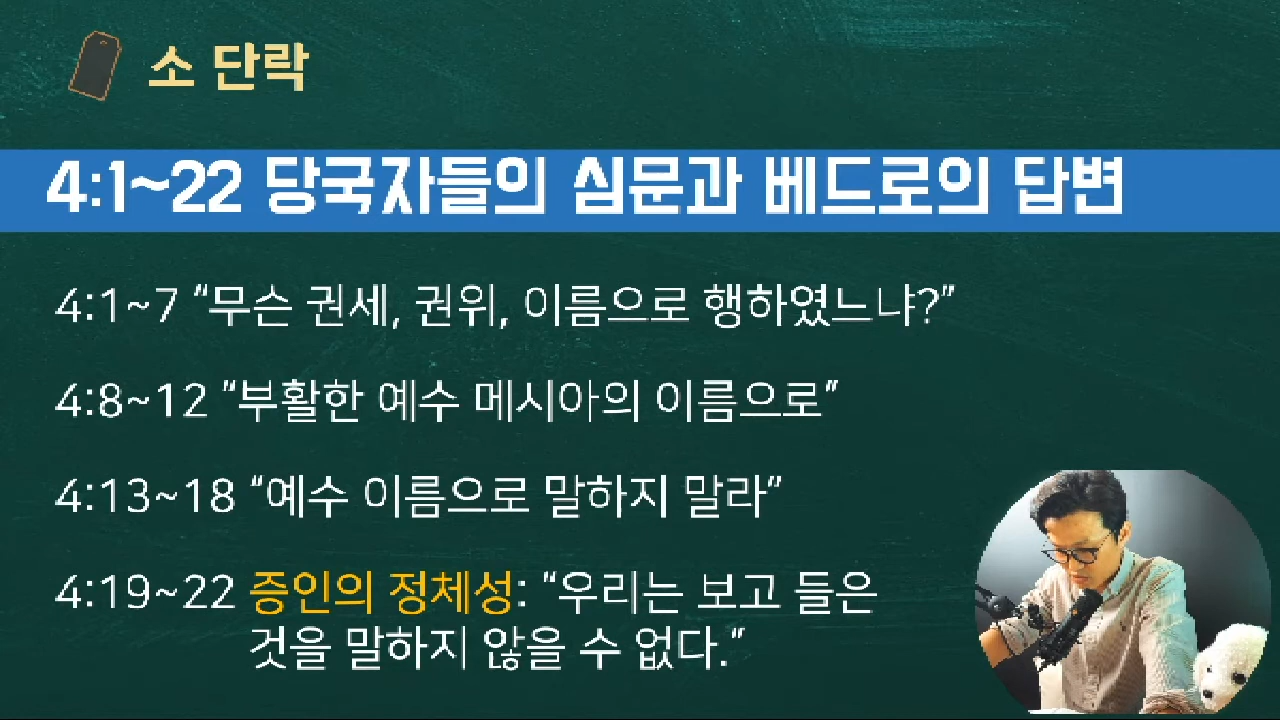 소 단락
4:1~22 당국자들의 심문과 베드로의 답변
4:1~7 “무슨 권세, 권위, 이름으로 행하였느냐?”
4:8~12 “부활한 예수 메시아의 이름으로”
4:13~18 “예수 이름으로 말하지 말라”
4:19~22 증인의 정체성: “우리는 보고 들은
것을 말하지 않을 수 없다.”